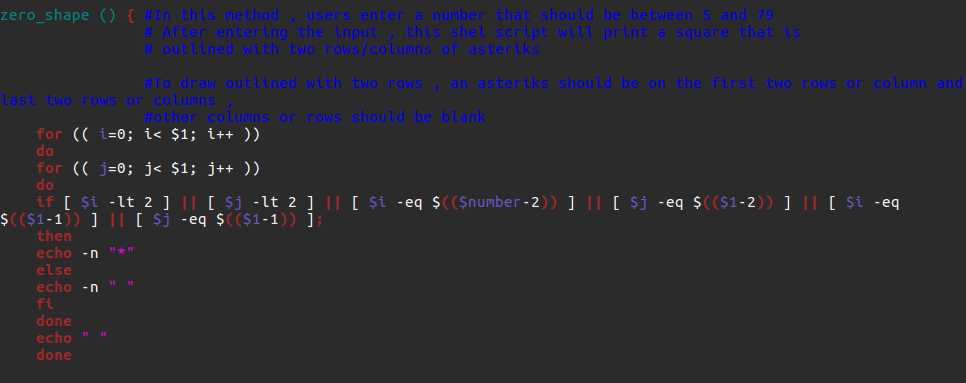 zero_shape () { #In this method , users enter a number that should be between 5 and 79
# After entering the input , this shel script will print a square that is
# outlined with two rows/columns of asteriks
#To draw outlined with two rows , an asteriks should be on the first two rows or column and
last two rows or columns ,
#other columns or rows should be blank
for (( i=0; i< $1; i++ ))
do
for (( j=0; j< $1; j++ ))
do
if [ $i -lt 2 ] || [ $j -lt 2 ] || [ $i -eq $(($number-2)) ] || [ $j -eq $(($1-2)) ] || [ $i -eq
$(($1-1)) ] || [ $j -eq $(($1-1)) ];
then
echo -n "*"
else
echo -n " "
fi
done
echo " "
done